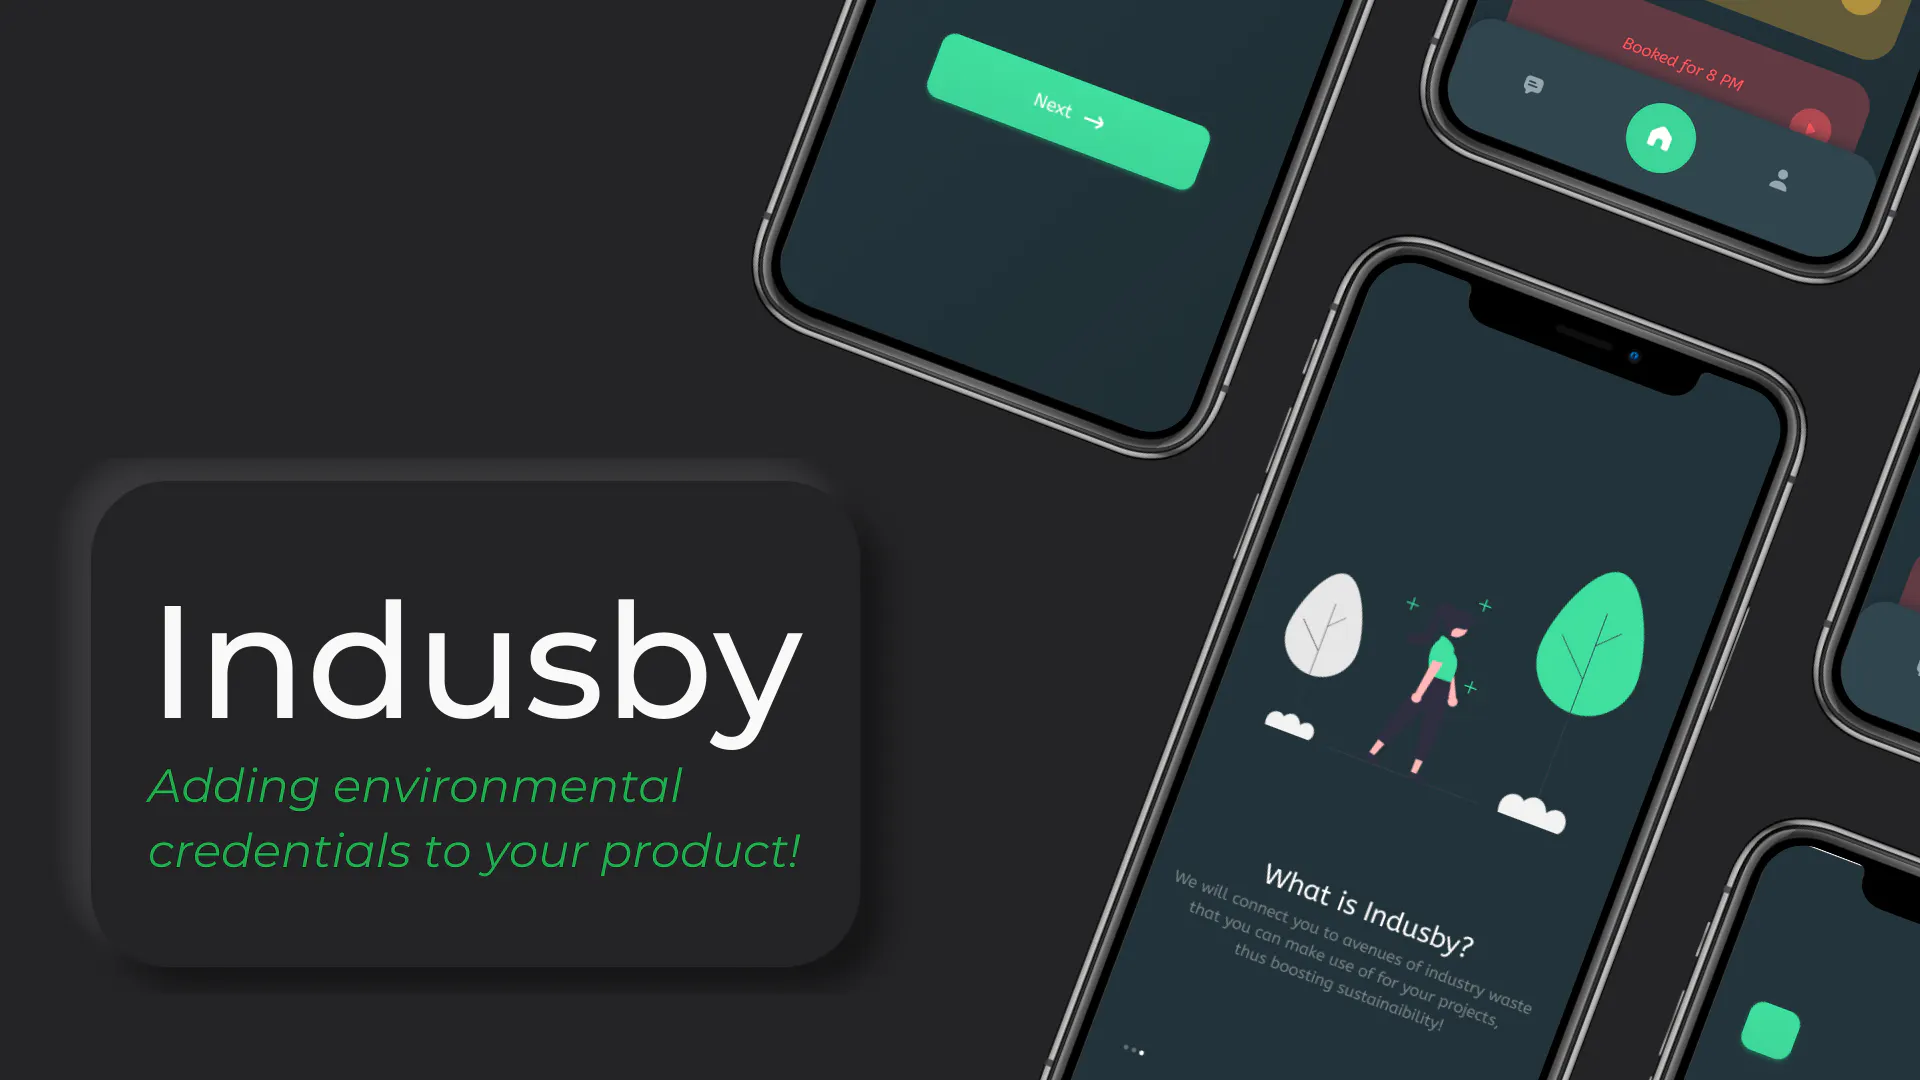 Next →
Booked for 8 PM
Indusby
Adding environmental
credentials to your product!
What is Indusby?
We will connect you to avenues of industry waste
that you can make use of for your projects,
thus boosting sustainaibility!